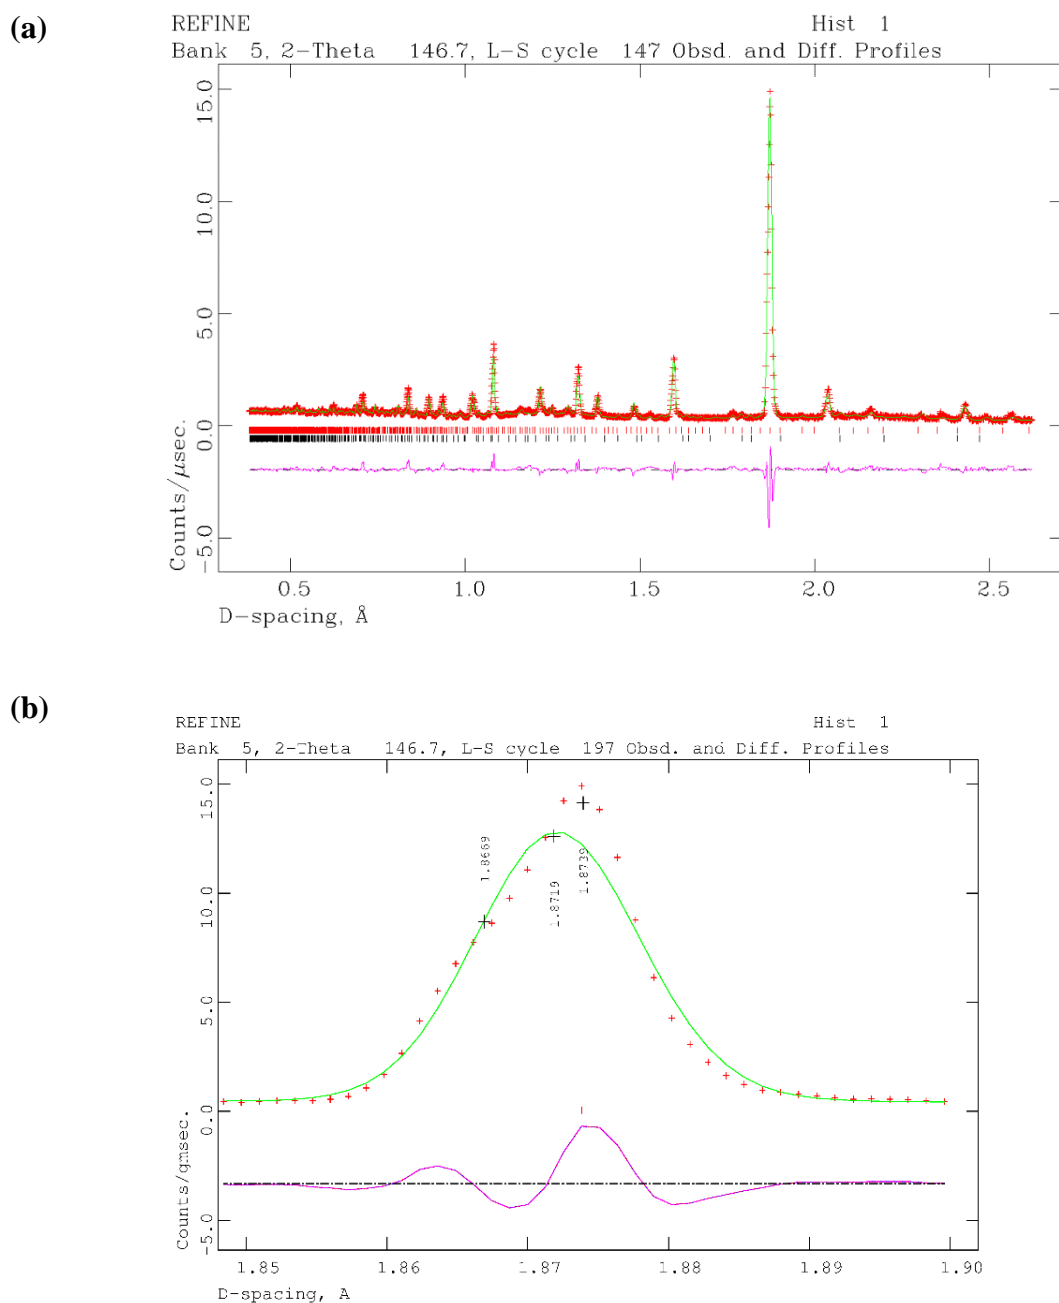 (a)
REFINE Hist 1
Bank 5, 2-Theta 146.7, L-S cycle 147 Obsd. and Diff. Profiles
15.0
10.0
5.0
0.0
-5.0
Counts/μsec.
0.5 1.0 1.5 2.0 2.5
D-spacing, Å
(b)
REFINE Hist 1
Bank 5, 2-Theta 146.7, L-S cycle 197 Obsd. and Diff. Profiles
15.0
10.0
5.0
0.0
-5.0
Counts/qmsec.
1.8669
1.8719
1.8739
1.85 1.86 1.87 1.88 1.89 1.90
D-spacing, A